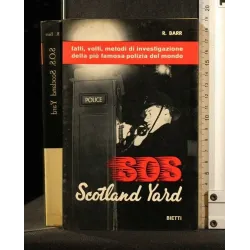 R. BARR
fatti, volti, metodi di investigazione
della più famosa polizia del mondo
POLICE
SOS
Scotland Yard
BIETTI
S.O.S. Scotland Yard